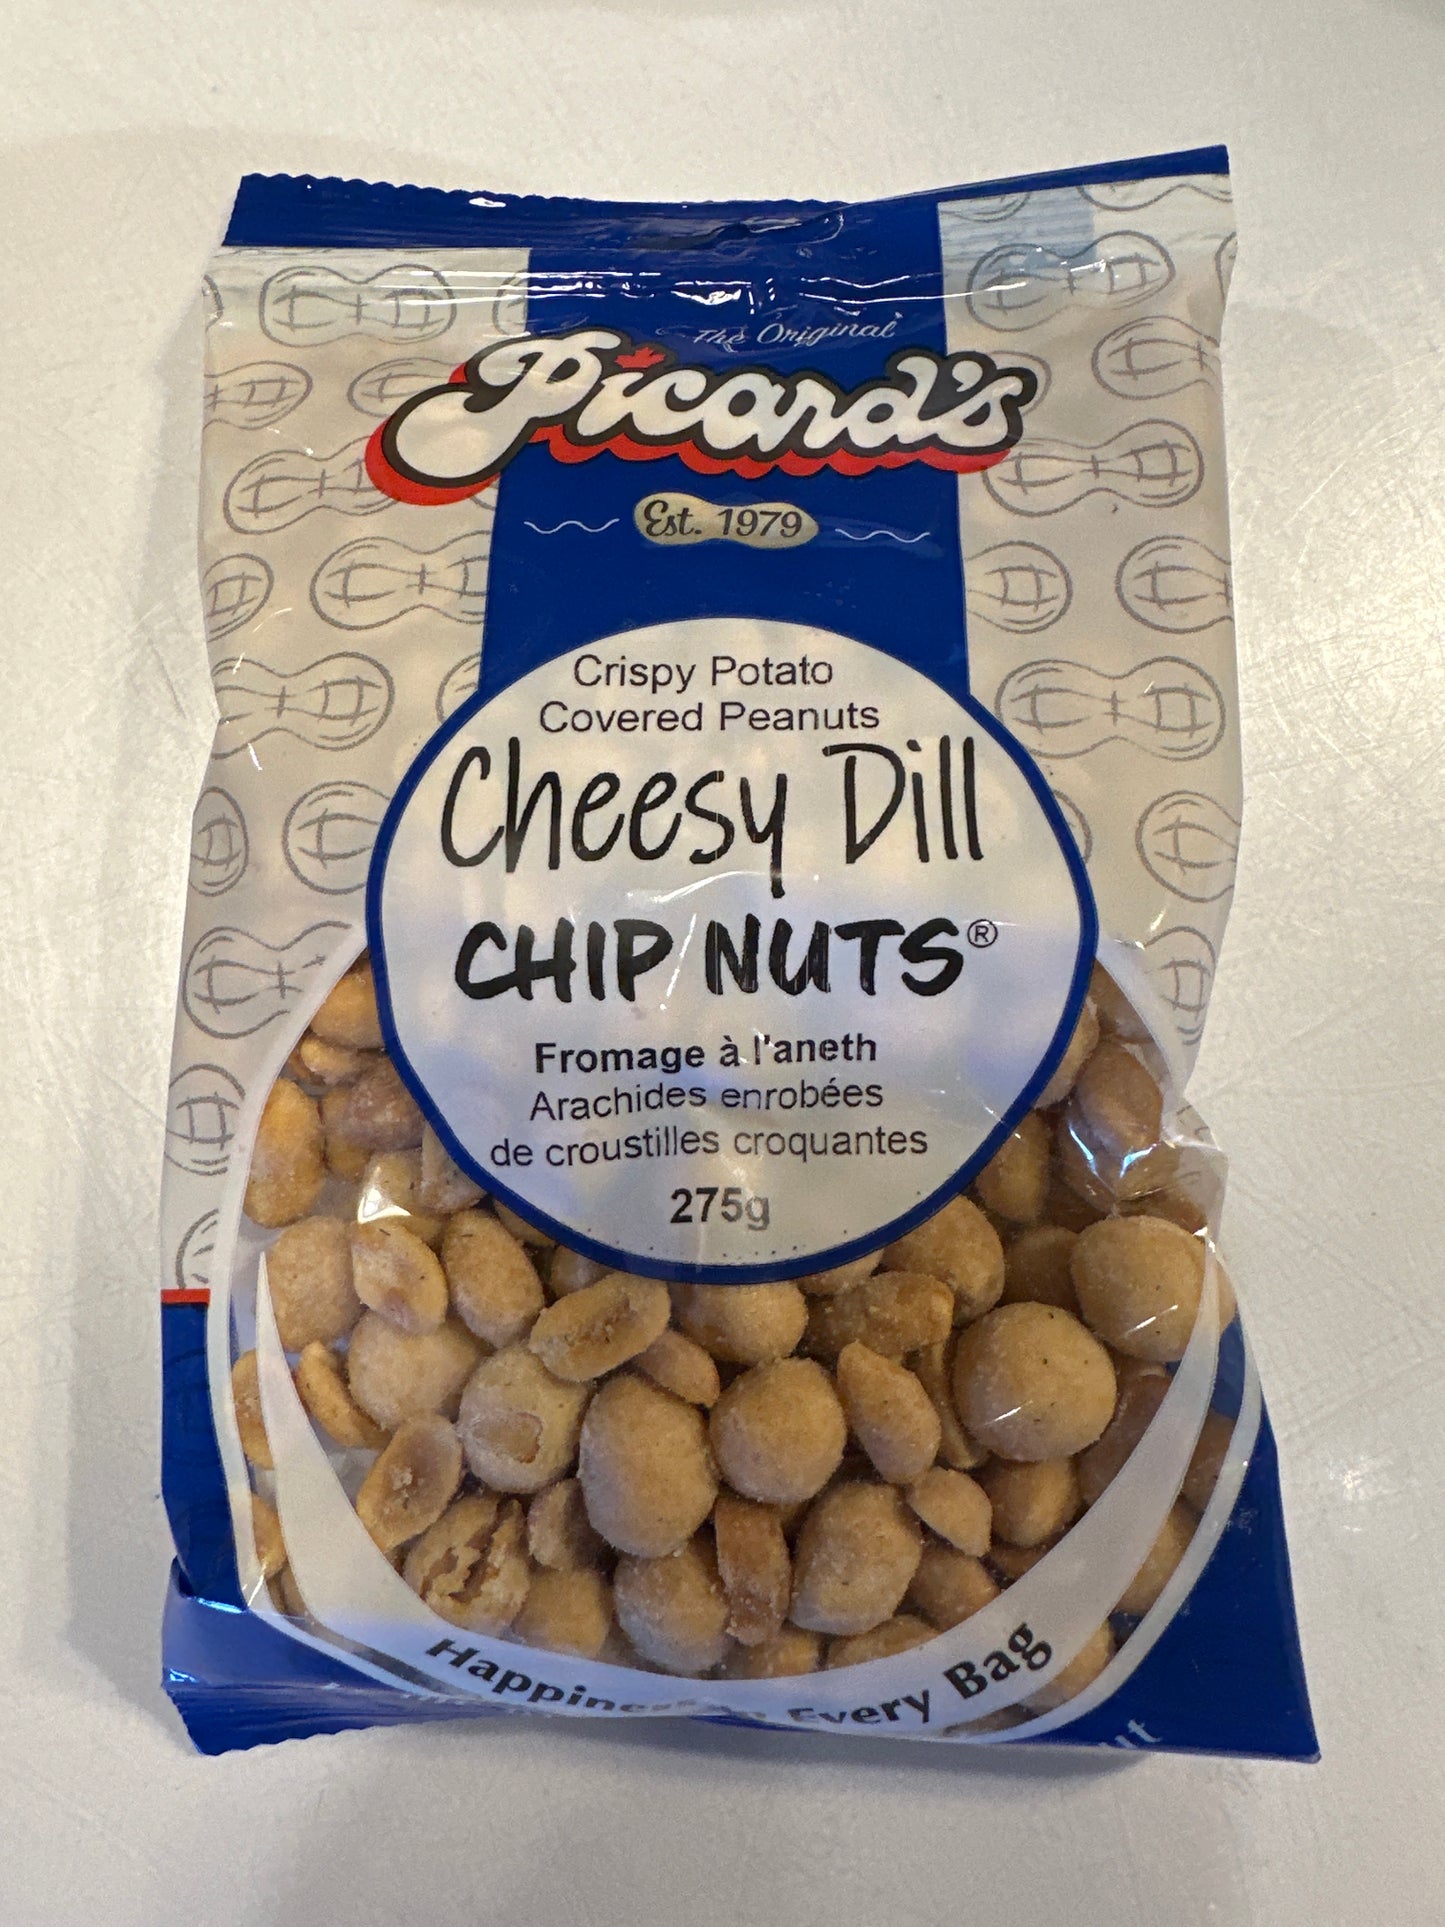 The Original
Picard's
Est. 1979
Crispy Potato
Covered Peanuts
Cheesy Dill
CHIP NUTS®
Fromage à l'aneth
Arachides enrobées
de croustilles croquantes
275g
Every Bag